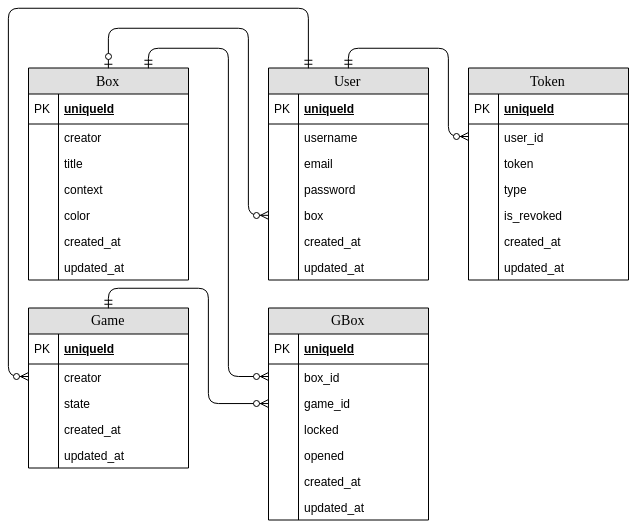 Box
PK uniqueId
creator
title
context
color
created_at
updated_at
User
PK uniqueId
username
email
password
box
created_at
updated_at
Token
PK uniqueId
user_id
token
type
is_revoked
created_at
updated_at
Game
PK uniqueId
creator
state
created_at
updated_at
GBox
PK uniqueId
box_id
game_id
locked
opened
created_at
updated_at